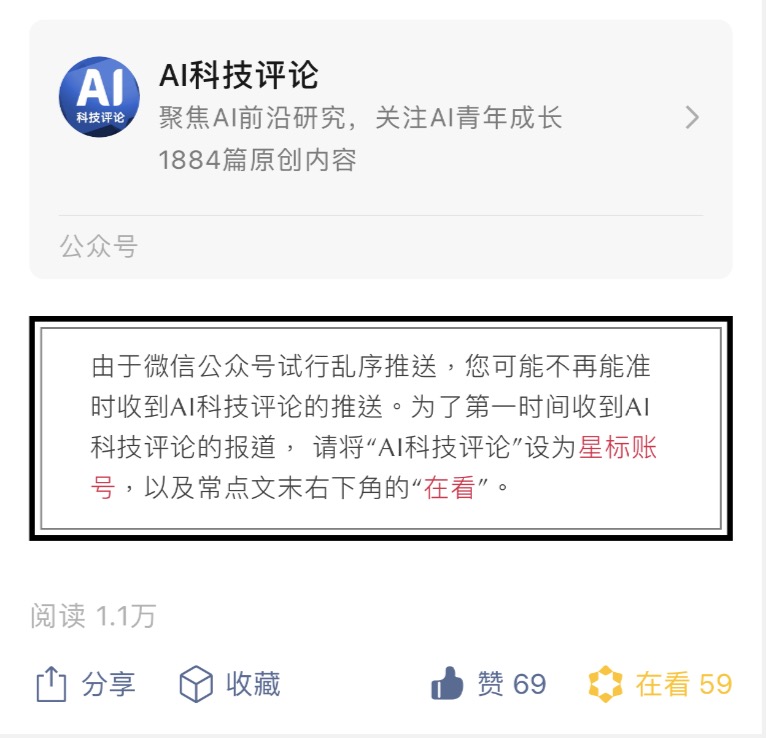 AI
科技评论
AI科技评论
聚焦AI前沿研究，关注AI青年成长
1884篇原创内容
公众号
由于微信公众号试行乱序推送，您可能不再能准
时收到AI科技评论的推送。为了第一时间收到AI
科技评论的报道， 请将“AI科技评论”设为星标账
号，以及常点文末右下角的“在看”。
阅读 1.1万
分享 收藏 赞 69 在看 59